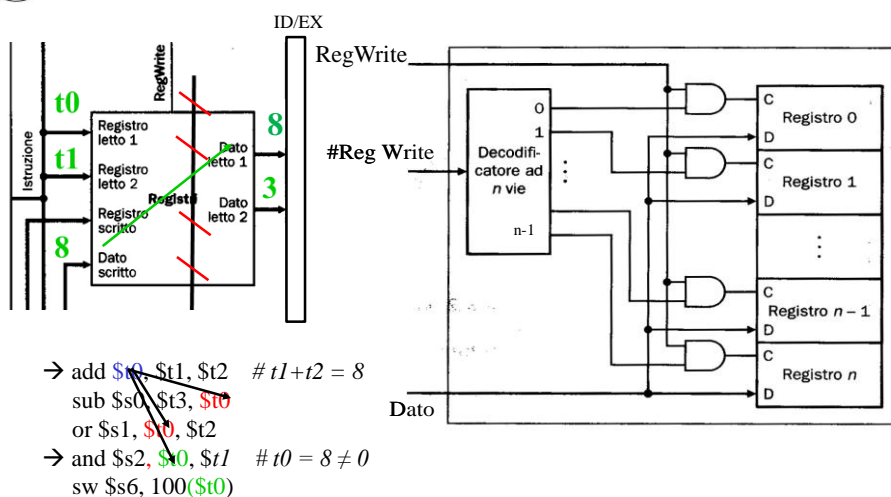 ID/EX
RegWrite
Istruzione
t0
Registro
letto 1
t1
Registro
letto 2
Registri
Registro
scritto
8
Dato
scritto
Dato
letto 1
8
Dato
letto 2
3
RegWrite
#Reg Write
Decodifi-
catore ad
n vie
0
1
⋮
n-1
C
Registro 0
D
C
Registro 1
D
⋮
C
Registro n – 1
D
C
Registro n
D
Dato
→ add $t0, $t1, $t2 # t1+t2 = 8
sub $s0, $t3, $t0
or $s1, $t0, $t2
→ and $s2, $t0, $t1 # t0 = 8 ≠ 0
sw $s6, 100($t0)